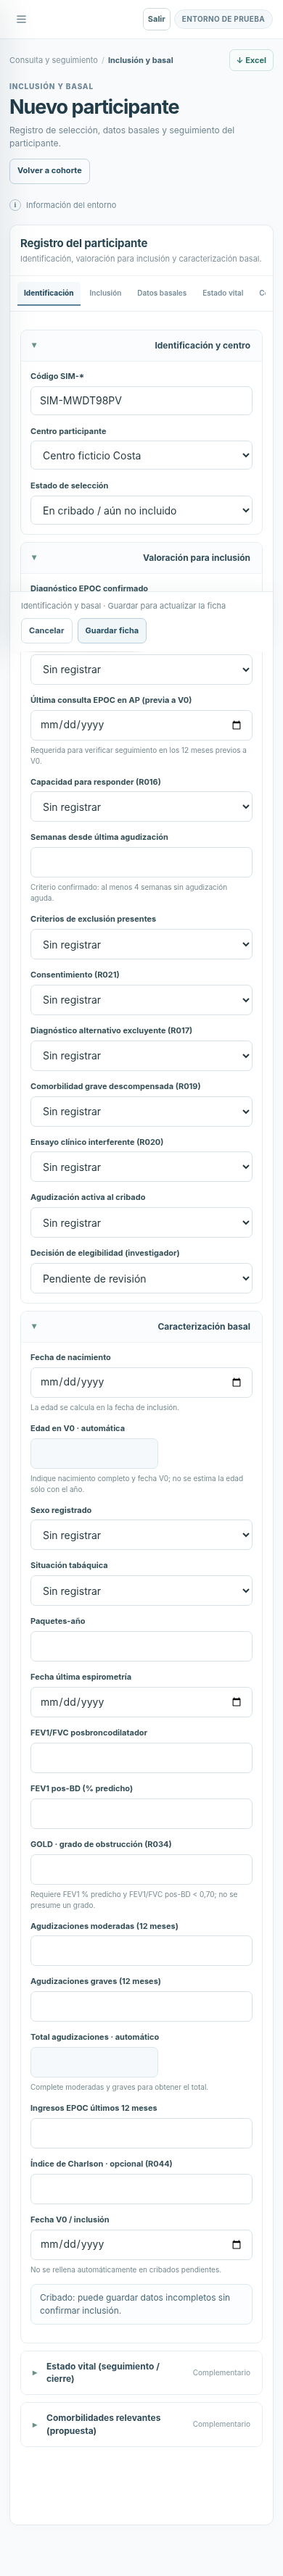 Salir
ENTORNO DE PRUEBA
Consulta y seguimiento / Inclusión y basal
↓ Excel
INCLUSIÓN Y BASAL
Nuevo participante
Registro de selección, datos basales y seguimiento del
participante.
Volver a cohorte
i Información del entorno
Registro del participante
Identificación, valoración para inclusión y caracterización basal.
Identificación
Inclusión
Datos basales
Estado vital
Identificación y centro
Código SIM-*
SIM-MWDT98PV
Centro participante
Centro ficticio Costa
Estado de selección
En cribado / aún no incluido
Valoración para inclusión
Diagnóstico EPOC confirmado
Identificación y basal · Guardar para actualizar la ficha
Cancelar
Guardar ficha
Sin registrar
Última consulta EPOC en AP (previa a V0)
mm/dd/yyyy
Requerida para verificar seguimiento en los 12 meses previos a
V0.
Capacidad para responder (R016)
Sin registrar
Semanas desde última agudización
Criterio confirmado: al menos 4 semanas sin agudización
aguda.
Criterios de exclusión presentes
Sin registrar
Consentimiento (R021)
Sin registrar
Diagnóstico alternativo excluyente (R017)
Sin registrar
Comorbilidad grave descompensada (R019)
Sin registrar
Ensayo clínico interferente (R020)
Sin registrar
Agudización activa al cribado
Sin registrar
Decisión de elegibilidad (investigador)
Pendiente de revisión
Caracterización basal
Fecha de nacimiento
mm/dd/yyyy
La edad se calcula en la fecha de inclusión.
Edad en V0 · automática
Indique nacimiento completo y fecha V0; no se estima la edad
sólo con el año.
Sexo registrado
Sin registrar
Situación tabáquica
Sin registrar
Paquetes-año
Fecha última espirometría
mm/dd/yyyy
FEV1/FVC posbroncodilatador
FEV1 pos-BD (% predicho)
GOLD · grado de obstrucción (R034)
Requiere FEV1 % predicho y FEV1/FVC pos-BD < 0,70; no se
presume un grado.
Agudizaciones moderadas (12 meses)
Agudizaciones graves (12 meses)
Total agudizaciones · automático
Complete moderadas y graves para obtener el total.
Ingresos EPOC últimos 12 meses
Índice de Charlson · opcional (R044)
Fecha V0 / inclusión
mm/dd/yyyy
No se rellena automáticamente en cribados pendientes.
Cribado: puede guardar datos incompletos sin
confirmar inclusión.
Estado vital (seguimiento /
cierre)
Complementario
Comorbilidades relevantes
(propuesta)
Complementario